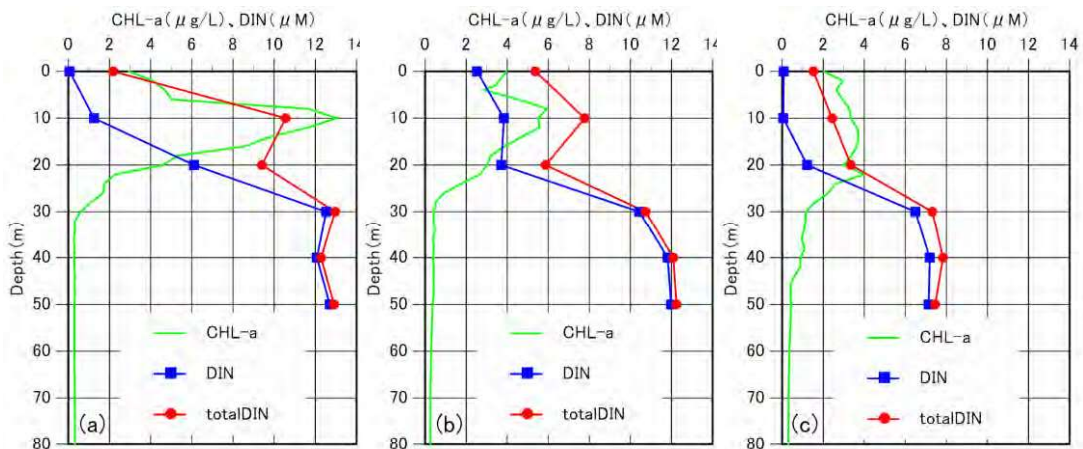 CHL-a(μg/L)、DIN(μM)
0 2 4 6 8 10 12 14
0
10
20
30
40
50
60
70
80
Depth(m)
CHL-a
DIN
totalDIN
(a)
CHL-a(μg/L)、DIN(μM)
0 2 4 6 8 10 12 14
0
10
20
30
40
50
60
70
80
Depth(m)
CHL-a
DIN
totalDIN
(b)
CHL-a(μg/L)、DIN(μM)
0 2 4 6 8 10 12 14
0
10
20
30
40
50
60
70
80
Depth(m)
CHL-a
DIN
totalDIN
(c)